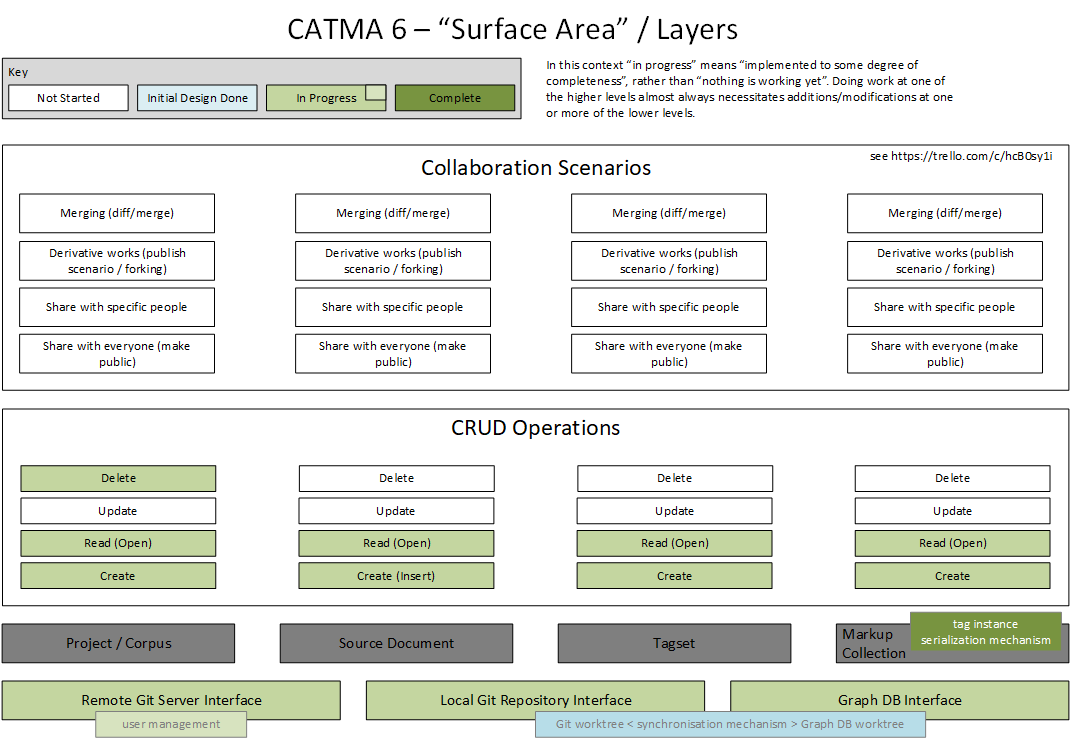 CATMA 6 – “Surface Area” / Layers
Key
Not Started
Initial Design Done
In Progress
Complete
In this context “in progress” means “implemented to some degree of
completeness”, rather than “nothing is working yet”. Doing work at one of
the higher levels almost always necessitates additions/modifications at one
or more of the lower levels.
see https://trello.com/c/hcB0sy1i
Collaboration Scenarios
Merging (diff/merge)
Merging (diff/merge)
Merging (diff/merge)
Merging (diff/merge)
Derivative works (publish
scenario / forking)
Derivative works (publish
scenario / forking)
Derivative works (publish
scenario / forking)
Derivative works (publish
scenario / forking)
Share with specific people
Share with specific people
Share with specific people
Share with specific people
Share with everyone (make
public)
Share with everyone (make
public)
Share with everyone (make
public)
Share with everyone (make
public)
CRUD Operations
Delete
Delete
Delete
Delete
Update
Update
Update
Update
Read (Open)
Read (Open)
Read (Open)
Read (Open)
Create
Create (Insert)
Create
Create
Project / Corpus
Source Document
Tagset
Markup
Collection
tag instance
serialization mechanism
Remote Git Server Interface
Local Git Repository Interface
Graph DB Interface
user management
Git worktree < synchronisation mechanism > Graph DB worktree